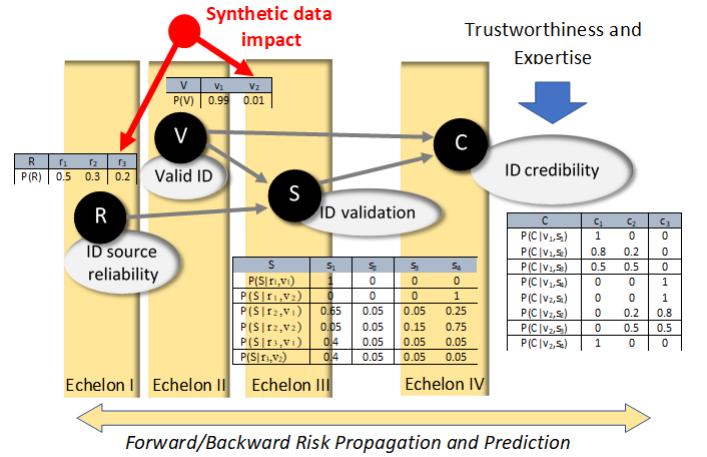 Synthetic data
impact
Trustworthiness and
Expertise
V v₁ v₂
P(V) 0.99 0.01
R r₁ r₂ r₃
P(R) 0.5 0.3 0.2
V
Valid ID
C
ID credibility
S
ID validation
R
ID source
reliability
C c₁ c₂ c₃
P(C|v₁,s₁) 1 0 0
P(C|v₁,s₂) 0.8 0.2 0
P(C|v₁,s₃) 0.5 0.5 0
P(C|v₁,s₄) 0 0 1
P(C|v₂,s₁) 0 0 1
P(C|v₂,s₂) 0 0.2 0.8
P(C|v₂,s₃) 0 0.5 0.5
P(C|v₂,s₄) 1 0 0
S s₁ s₂ s₃ s₄
P(S|r₁,v₁) 1 0 0 0
P(S|r₁,v₂) 0 0 0 1
P(S|r₂,v₁) 0.65 0.05 0.05 0.25
P(S|r₂,v₂) 0.05 0.05 0.15 0.75
P(S|r₃,v₁) 0.4 0.05 0.05 0.05
P(S|r₃,v₂) 0.4 0.05 0.05 0.05
Echelon I Echelon II Echelon III Echelon IV
Forward/Backward Risk Propagation and Prediction